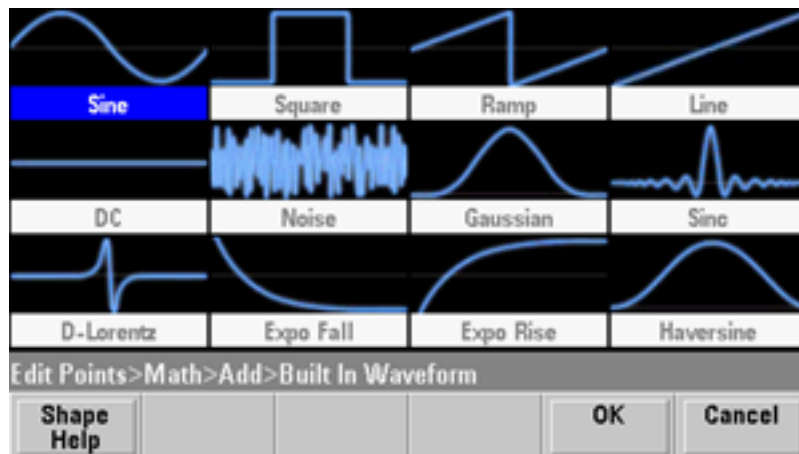 Sine Square Ramp Line
DC Noise Gaussian Sinc
D-Lorentz Expo Fall Expo Rise Haversine
Edit Points>Math>Add>Built In Waveform
Shape Help OK Cancel